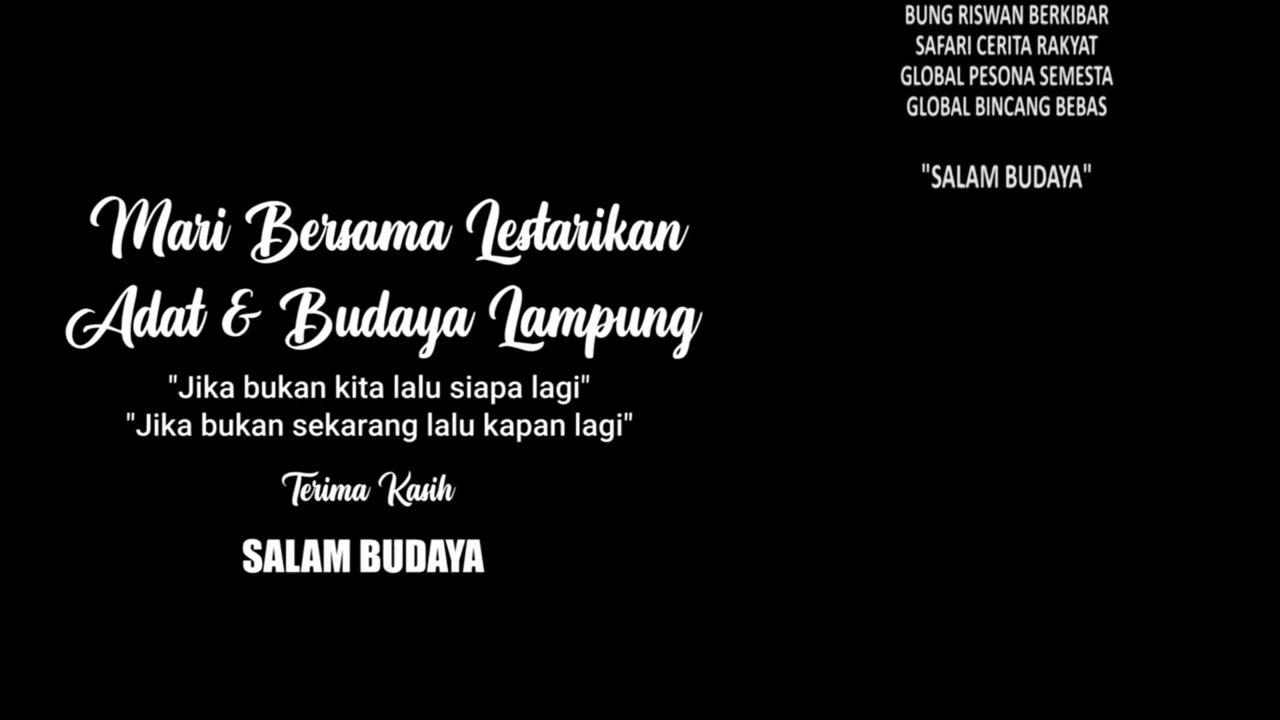 BUNG RISWAN BERKIBAR
SAFARI CERITA RAKYAT
GLOBAL PESONA SEMESTA
GLOBAL BINCANG BEBAS
"SALAM BUDAYA"
Mari Bersama Lestarikan
Adat & Budaya Lampung
"Jika bukan kita lalu siapa lagi"
"Jika bukan sekarang lalu kapan lagi"
Terima Kasih
SALAM BUDAYA